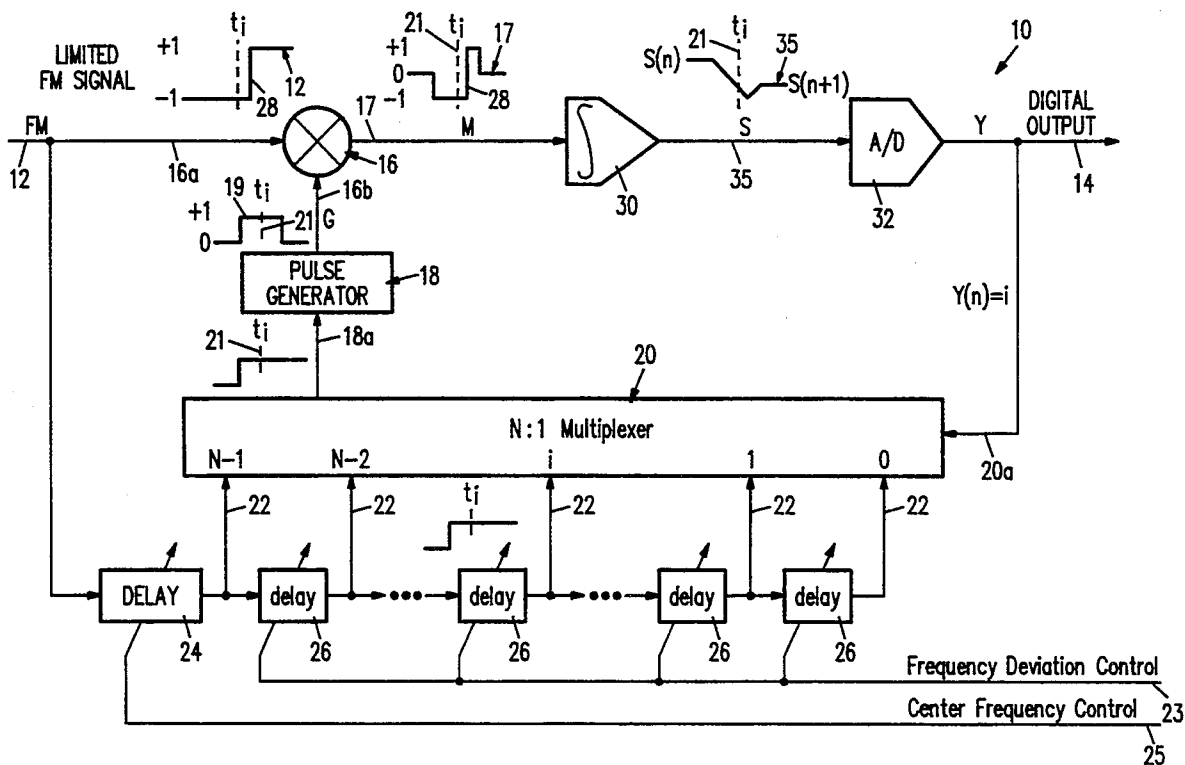 LIMITED
FM SIGNAL
+1
-1
ti
28
12
21
ti
+1
0
-1
17
28
21
ti
S(n)
35
S(n+1)
10
FM
12
16a
17
M
16
30
S
35
A/D
32
Y
DIGITAL
OUTPUT
14
16b
19
ti
+1
0
21
G
PULSE
GENERATOR
18
Y(n)=i
21
ti
18a
20
N:1 Multiplexer
N-1
N-2
i
1
0
20a
22
22
ti
22
22
22
DELAY
delay
delay
delay
delay
24
26
26
26
26
Frequency Deviation Control
23
Center Frequency Control
25